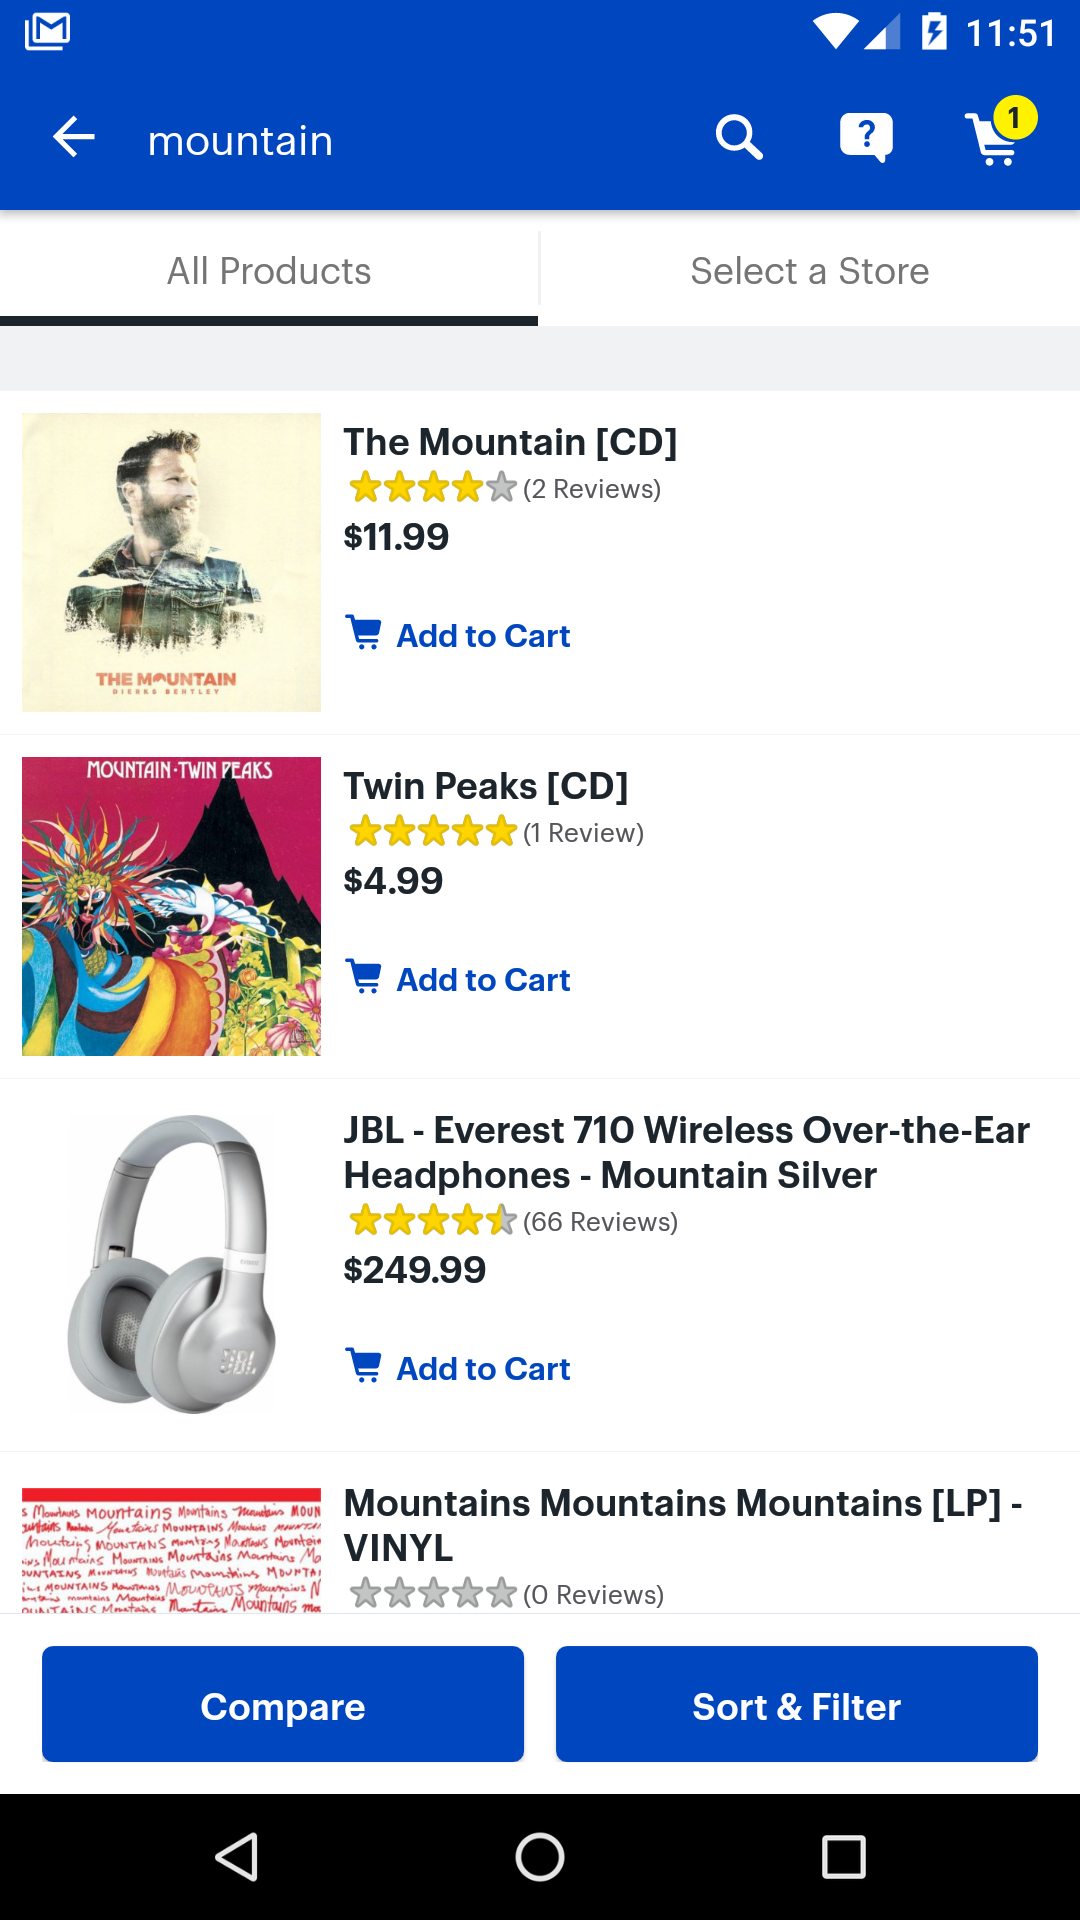 11:51
mountain
?
1
All Products
Select a Store
The Mountain [CD]
(2 Reviews)
$11.99
Add to Cart
THE MOUNTAIN
DIERKS BENTLEY
MOUNTAIN·TWIN PEAKS
Twin Peaks [CD]
(1 Review)
$4.99
Add to Cart
JBL - Everest 710 Wireless Over-the-Ear
Headphones - Mountain Silver
(66 Reviews)
$249.99
JBL
Add to Cart
Mountains Mountains Mountains [LP] -
VINYL
(0 Reviews)
Compare
Sort & Filter